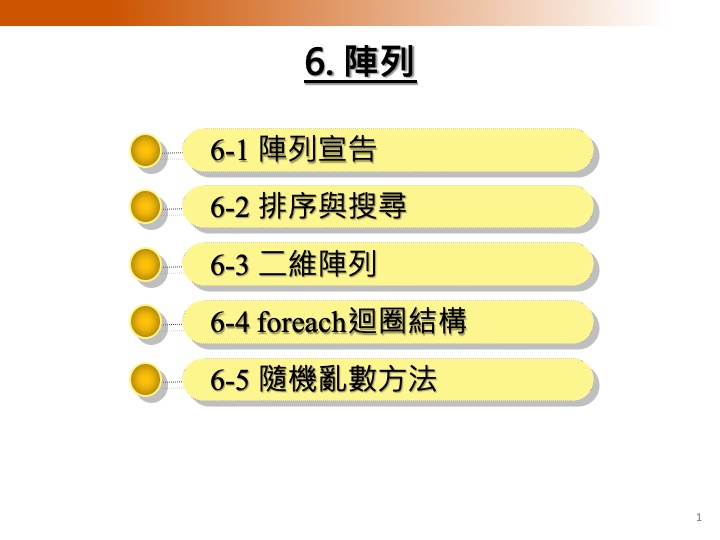 6. 陣列
6-1 陣列宣告
6-2 排序與搜尋
6-3 二維陣列
6-4 foreach迴圈結構
6-5 隨機亂數方法
1